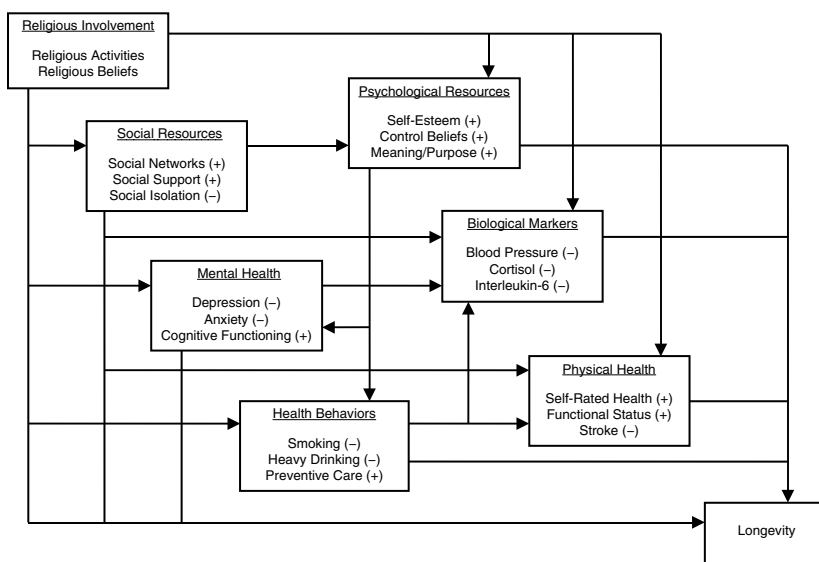 Religious Involvement
Religious Activities
Religious Beliefs
Psychological Resources
Self-Esteem (+)
Control Beliefs (+)
Meaning/Purpose (+)
Social Resources
Social Networks (+)
Social Support (+)
Social Isolation (−)
Biological Markers
Blood Pressure (−)
Cortisol (−)
Interleukin-6 (−)
Mental Health
Depression (−)
Anxiety (−)
Cognitive Functioning (+)
Physical Health
Self-Rated Health (+)
Functional Status (+)
Stroke (−)
Health Behaviors
Smoking (−)
Heavy Drinking (−)
Preventive Care (+)
Longevity